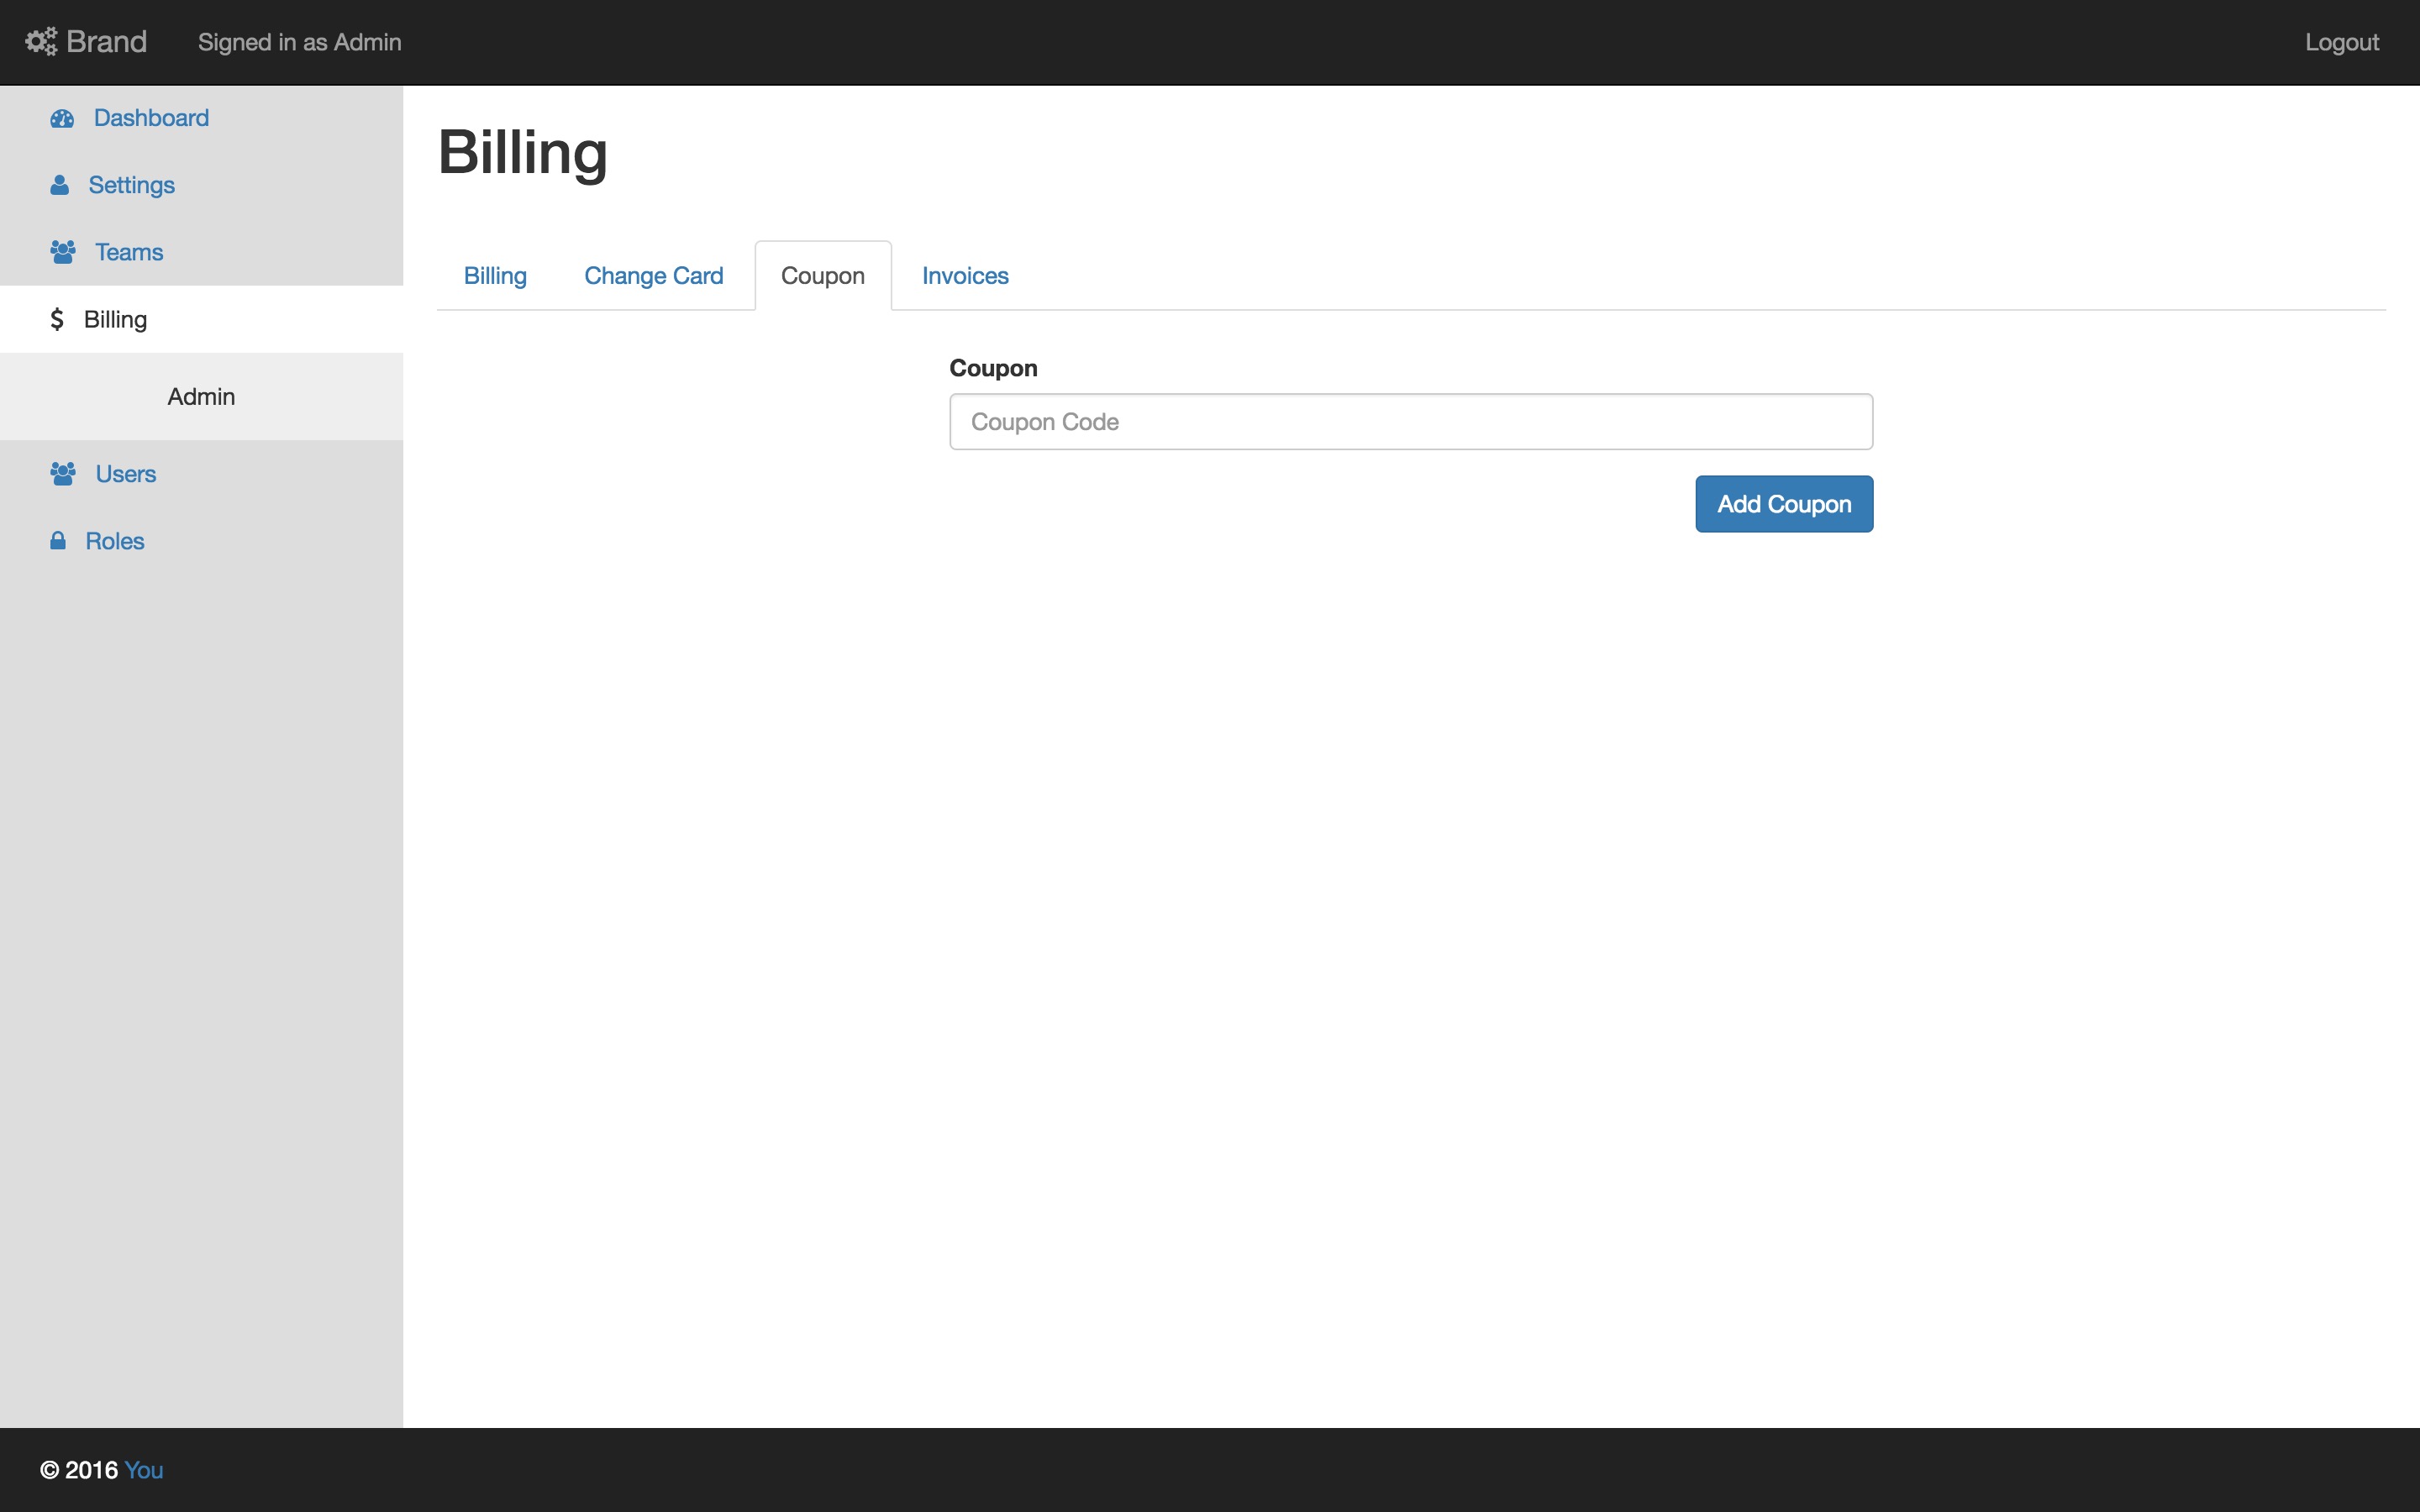 Brand Signed in as Admin Logout
Dashboard
Settings
Teams
Billing
Admin
Users
Roles
Billing
Billing Change Card Coupon Invoices
Coupon
Coupon Code
Add Coupon
© 2016 You